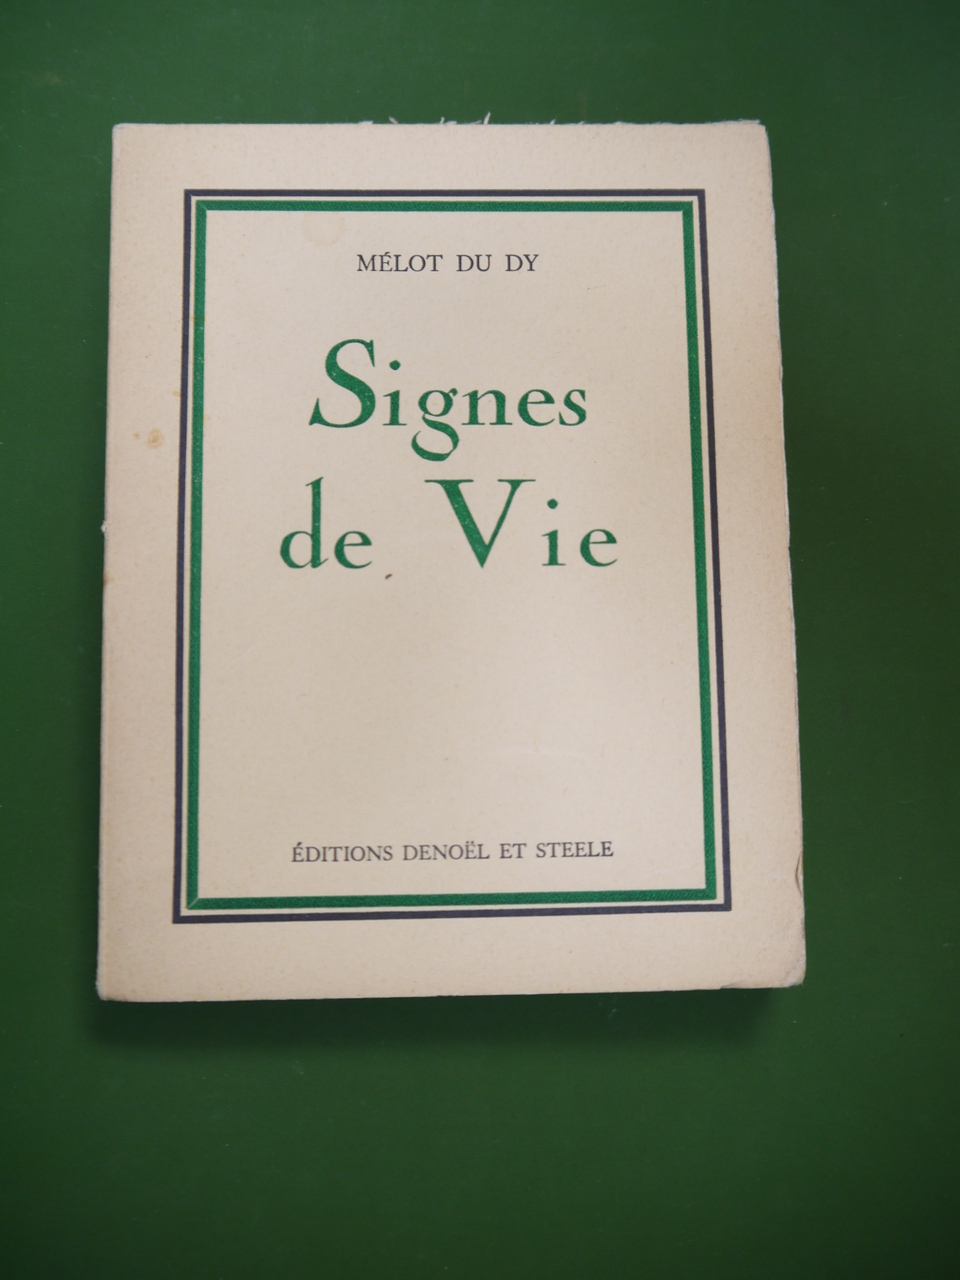 MÉLOT DU DY
Signes
de Vie
ÉDITIONS DENOËL ET STEELE